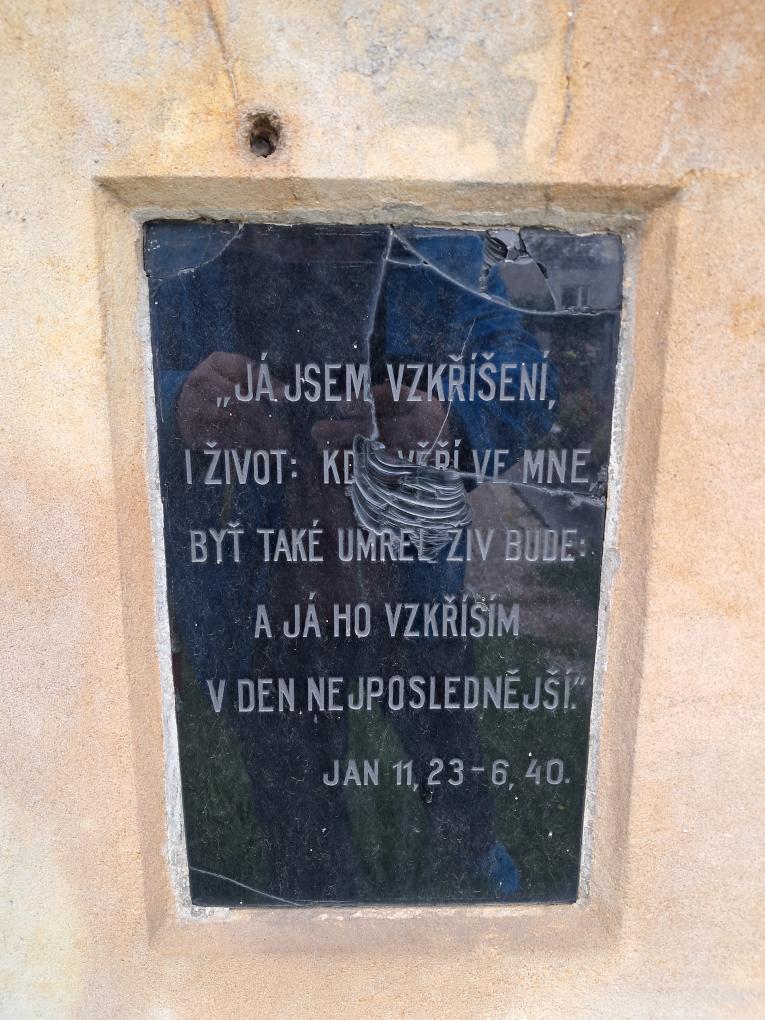 „JÁ JSEM VZKŘÍŠENÍ,
I ŽIVOT: KDO VĚŘÍ VE MNE,
BYŤ TAKÉ UMŘEL ŽIV BUDE:
A JÁ HO VZKŘÍSÍM
V DEN NEJPOSLEDNĚJŠÍ."
JAN 11, 23-6, 40.